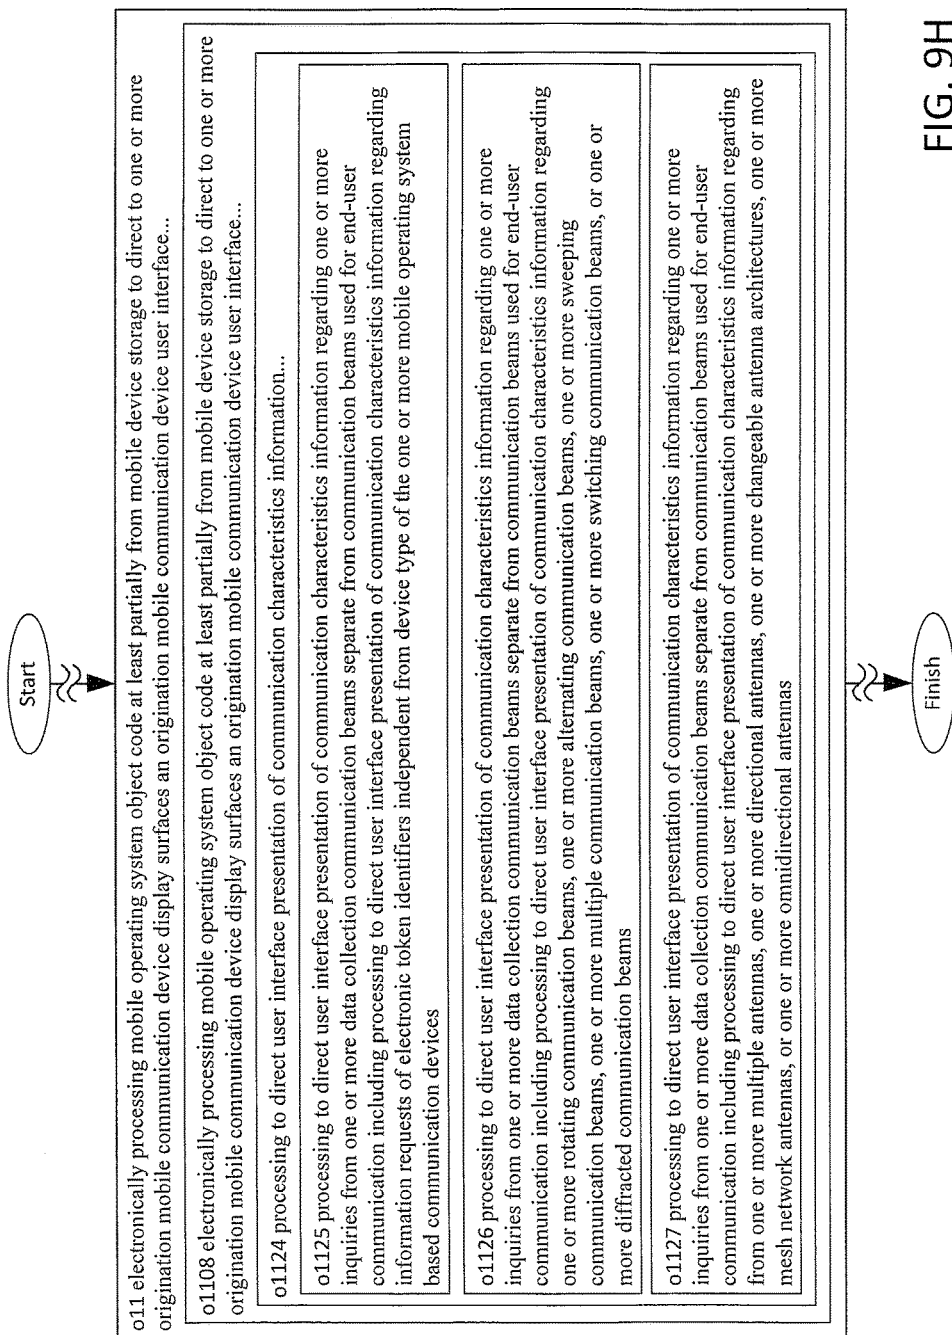 Start
o11 electronically processing mobile operating system object code at least partially from mobile device storage to direct to one or more
origination mobile communication device display surfaces an origination mobile communication device user interface...
o1108 electronically processing mobile operating system object code at least partially from mobile device storage to direct to one or more
origination mobile communication device display surfaces an origination mobile communication device user interface...
o1124 processing to direct user interface presentation of communication characteristics information...
o1125 processing to direct user interface presentation of communication characteristics information regarding one or more
inquiries from one or more data collection communication beams separate from communication beams used for end-user
communication including processing to direct user interface presentation of communication characteristics information regarding
information requests of electronic token identifiers independent from device type of the one or more mobile operating system
based communication devices
o1126 processing to direct user interface presentation of communication characteristics information regarding one or more
inquiries from one or more data collection communication beams separate from communication beams used for end-user
communication including processing to direct user interface presentation of communication characteristics information regarding
one or more rotating communication beams, one or more alternating communication beams, one or more sweeping
communication beams, one or more multiple communication beams, one or more switching communication beams, or one or
more diffracted communication beams
o1127 processing to direct user interface presentation of communication characteristics information regarding one or more
inquiries from one or more data collection communication beams separate from communication beams used for end-user
communication including processing to direct user interface presentation of communication characteristics information regarding
from one or more multiple antennas, one or more directional antennas, one or more changeable antenna architectures, one or more
mesh network antennas, or one or more omnidirectional antennas
Finish
FIG. 9H